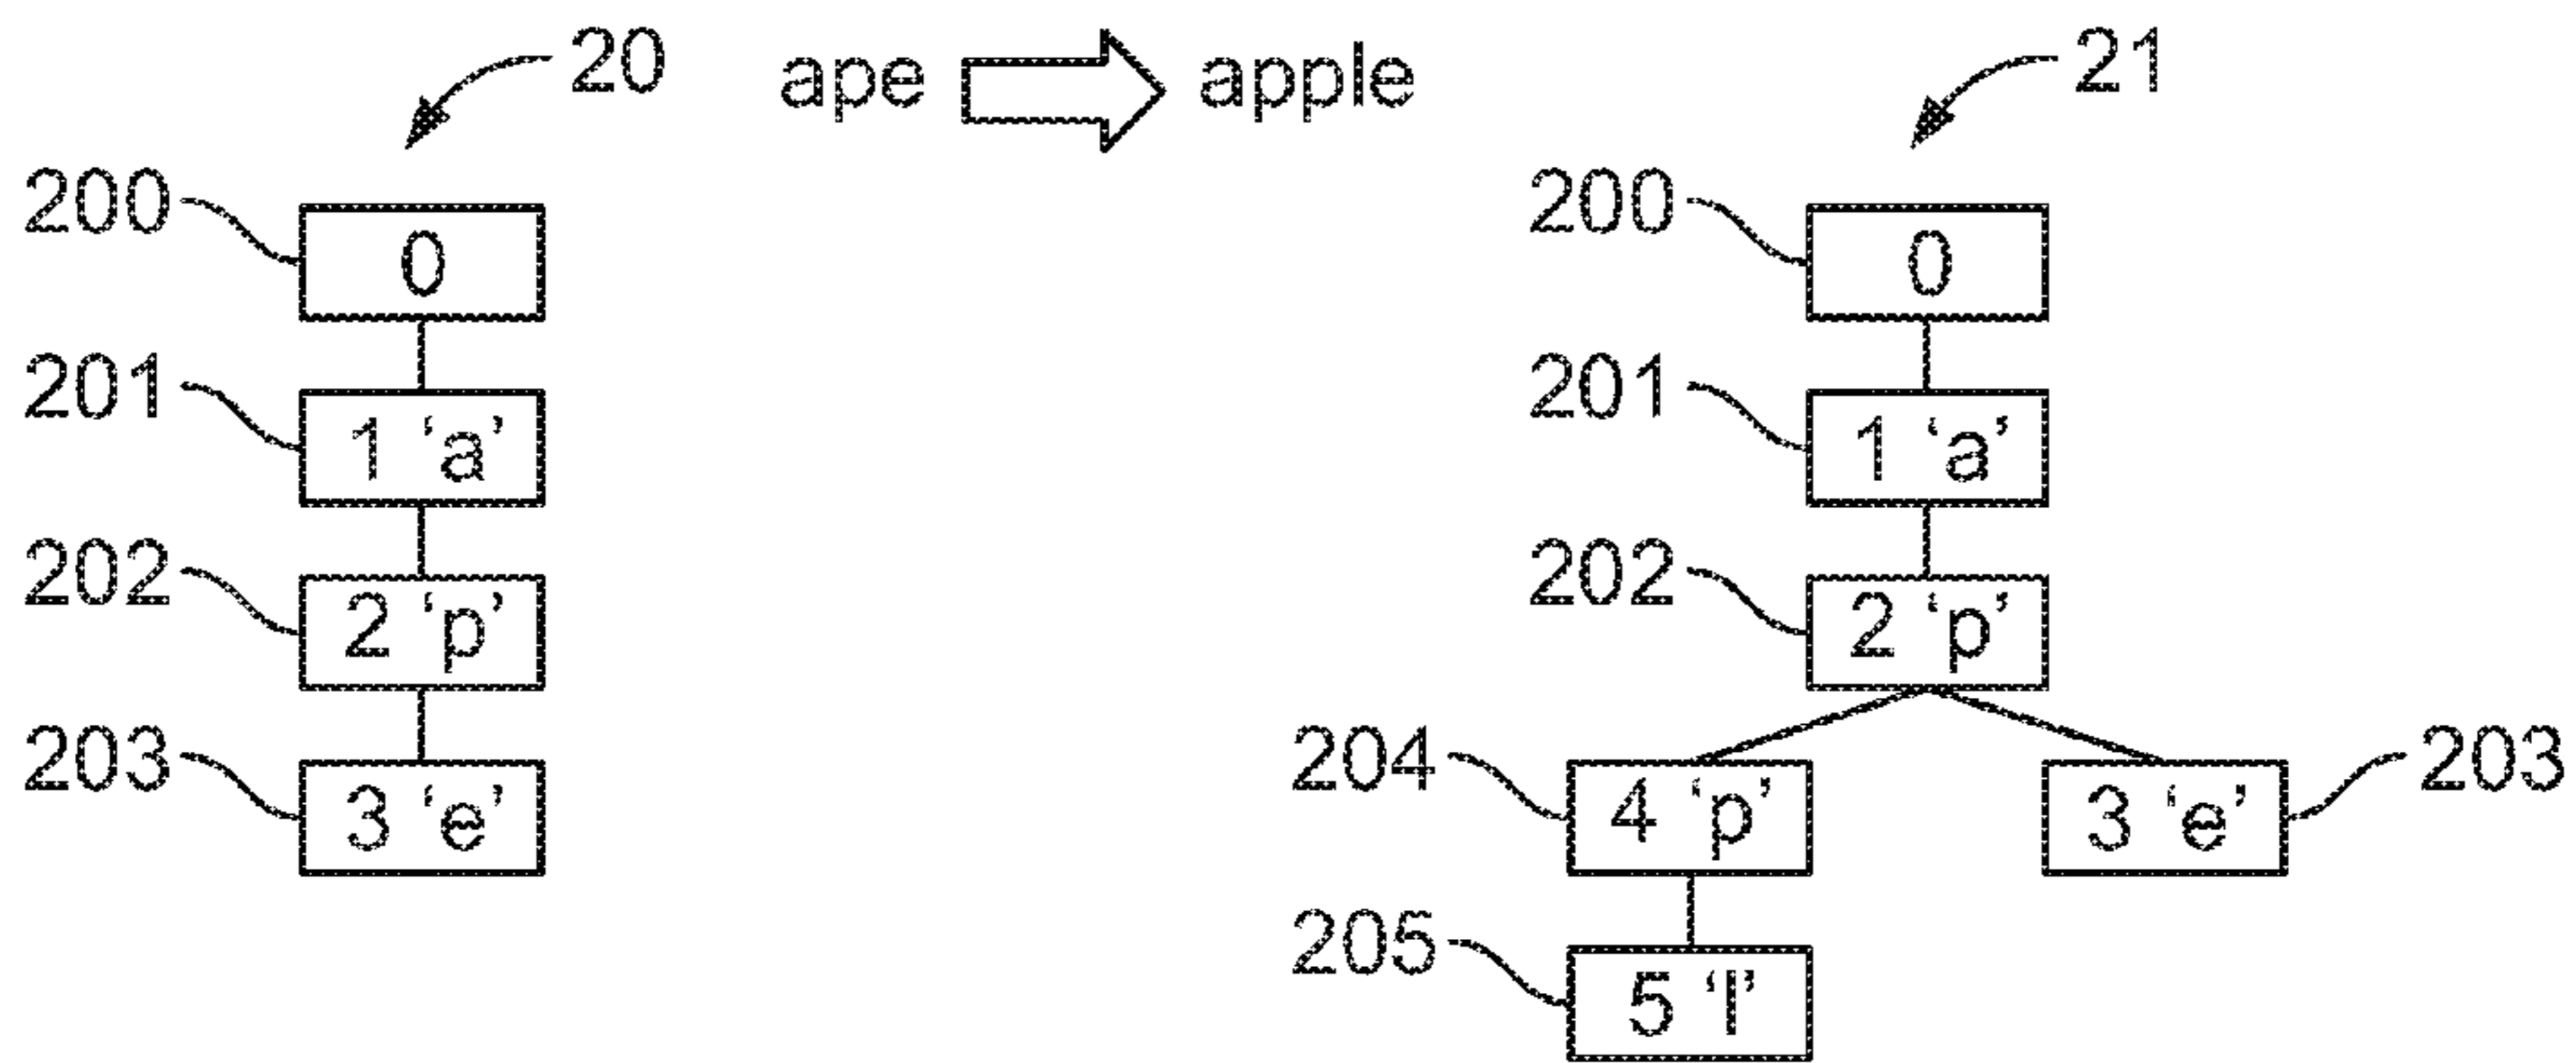 20 ape apple 21
200 0 200 0
201 1 ‘a’ 201 1 ‘a’
202 2 ‘p’ 202 2 ‘p’
203 3 ‘e’ 204 4 ‘p’ 3 ‘e’ 203
205 5 ‘l’